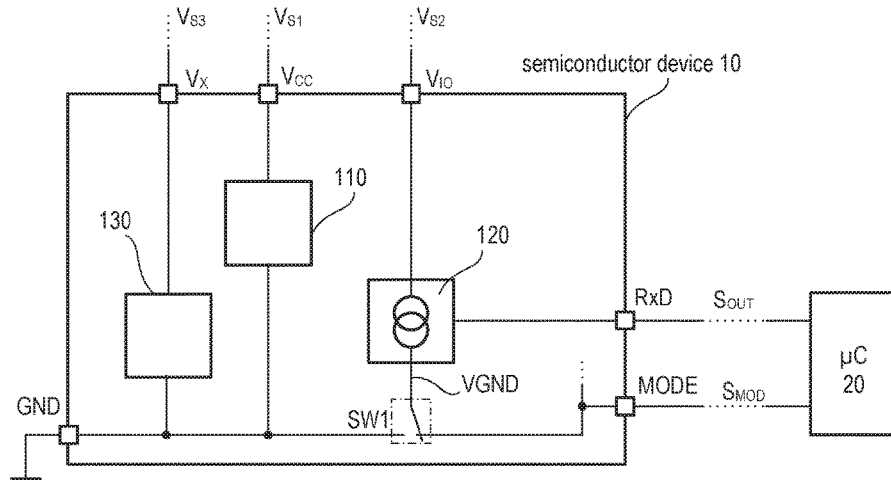 VS3
VS1
VS2
VX
VCC
VIO
semiconductor device 10
110
130
120
RxD
SOUT
µC
20
VGND
MODE
SMOD
GND
SW1